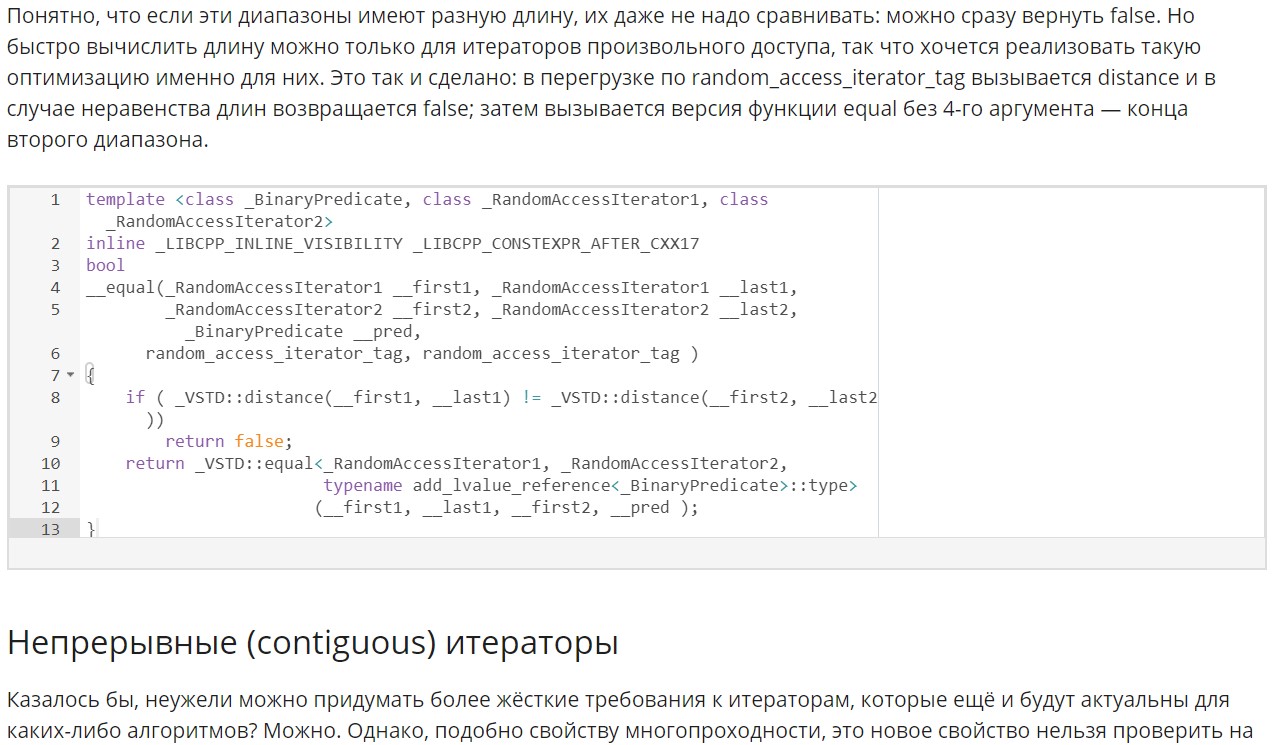 Понятно, что если эти диапазоны имеют разную длину, их даже не надо сравнивать: можно сразу вернуть false. Но
быстро вычислить длину можно только для итераторов произвольного доступа, так что хочется реализовать такую
оптимизацию именно для них. Это так и сделано: в перегрузке по random_access_iterator_tag вызывается distance и в
случае неравенства длин возвращается false; затем вызывается версия функции equal без 4-го аргумента — конца
второго диапазона.
1 template <class _BinaryPredicate, class _RandomAccessIterator1, class
_RandomAccessIterator2>
2 inline _LIBCPP_INLINE_VISIBILITY _LIBCPP_CONSTEXPR_AFTER_CXX17
3 bool
4 __equal(_RandomAccessIterator1 __first1, _RandomAccessIterator1 __last1,
5 _RandomAccessIterator2 __first2, _RandomAccessIterator2 __last2,
_BinaryPredicate __pred,
6 random_access_iterator_tag, random_access_iterator_tag )
7 {
8 if ( _VSTD::distance(__first1, __last1) != _VSTD::distance(__first2, __last2
))
9 return false;
10 return _VSTD::equal<_RandomAccessIterator1, _RandomAccessIterator2,
11 typename add_lvalue_reference<_BinaryPredicate>::type>
12 (__first1, __last1, __first2, __pred );
13 }
Непрерывные (contiguous) итераторы
Казалось бы, неужели можно придумать более жёсткие требования к итераторам, которые ещё и будут актуальны для
каких-либо алгоритмов? Можно. Однако, подобно свойству многопроходности, это новое свойство нельзя проверить на